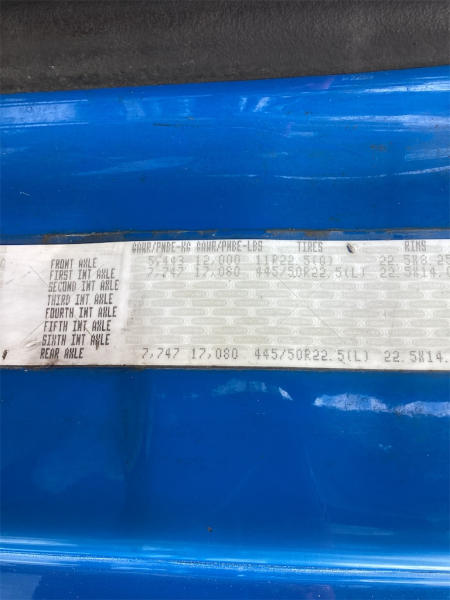 GAWR/PNBE-KG GAWR/PNBE-LBS TIRES RIMS
FRONT AXLE 5,443 12,000 11R22.5(G) 22.5X8.25
FIRST INT AXLE 7,747 17,080 445/50R22.5(L) 22.5X14.
SECOND INT AXLE
THIRD INT AXLE
FOURTH INT AXLE
FIFTH INT AXLE
SIXTH INT AXLE
REAR AXLE 7,747 17,080 445/50R22.5(L) 22.5X14.